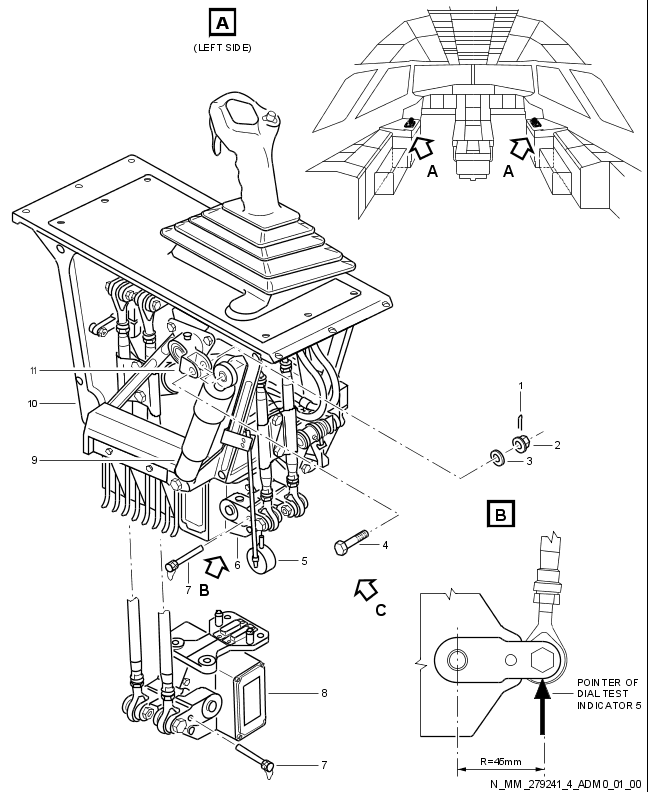 A
(LEFT SIDE)
A
A
11
10
9
1
2
3
4
5
6
7
B
C
8
7
B
POINTER OF
DIAL TEST
INDICATOR 5
R=45mm
N_MM_279241_4_ADM0_01_00